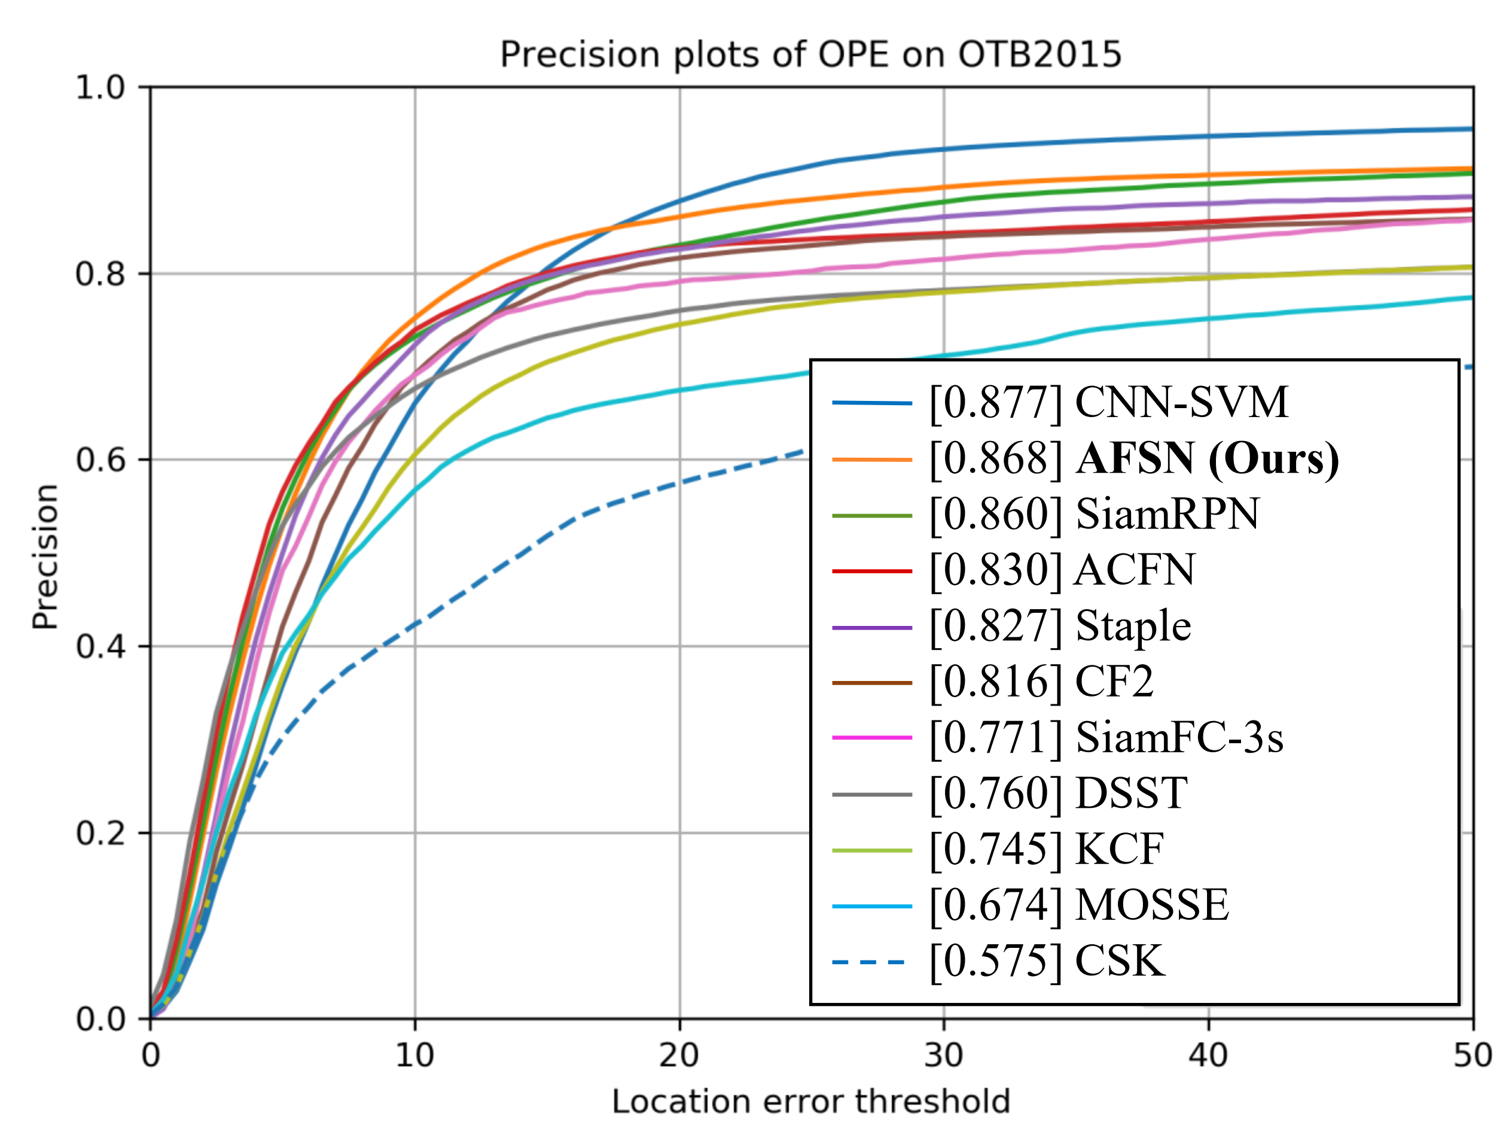 Precision plots of OPE on OTB2015
1.0
0.8
0.6
0.4
0.2
0.0
Precision
0 10 20 30 40 50
Location error threshold
[0.877] CNN-SVM
[0.868] AFSN (Ours)
[0.860] SiamRPN
[0.830] ACFN
[0.827] Staple
[0.816] CF2
[0.771] SiamFC-3s
[0.760] DSST
[0.745] KCF
[0.674] MOSSE
[0.575] CSK